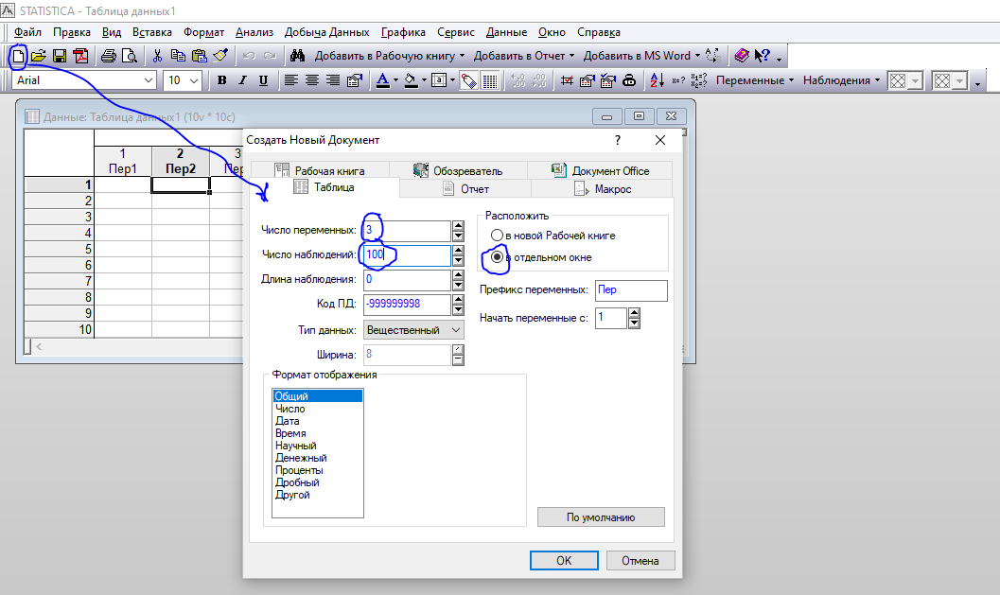 STATISTICA - Таблица данных1
Файл Правка Вид Вставка Формат Анализ Добыча Данных Графика Сервис Данные Окно Справка
Добавить в Рабочую книгу Добавить в Отчет Добавить в MS Word
Arial 10 B I U Переменные Наблюдения
Данные: Таблица данных1 (10v * 10c)
1 2 3
Пер1 Пер2 Пер
1
2
3
4
5
6
7
8
9
10
Создать Новый Документ
Рабочая книга Обозреватель Документ Office
Таблица Отчет Макрос
Число переменных: 3
Число наблюдений: 100
Длина наблюдения: 0
Код ПД: -999999998
Тип данных: Вещественный
Ширина: 8
Расположить
в новой Рабочей книге
в отдельном окне
Префикс переменных: Пер
Начать переменные с: 1
Формат отображения
Общий
Число
Дата
Время
Научный
Денежный
Проценты
Дробный
Другой
По умолчанию
OK Отмена